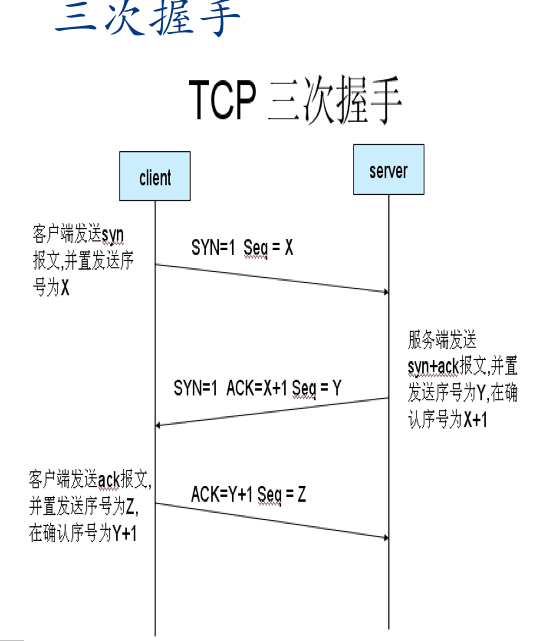 三次握手
TCP 三次握手
client
server
客户端发送syn
报文,并置发送序
号为X
SYN=1 Seq = X
服务端发送
syn+ack报文,并置
发送序号为Y,在确
认序号为X+1
SYN=1 ACK=X+1 Seq = Y
客户端发送ack报文,
并置发送序号为Z,
在确认序号为Y+1
ACK=Y+1 Seq = Z